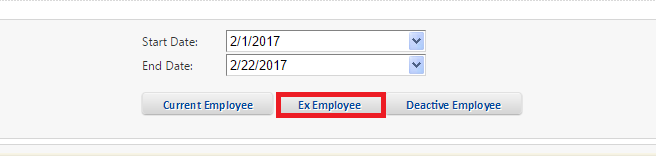 Start Date: 2/1/2017
End Date: 2/22/2017
Current Employee Ex Employee Deactive Employee